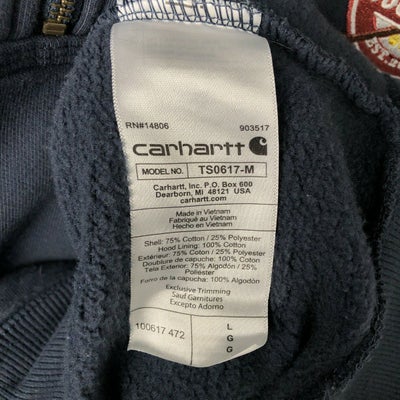 RN#14806 903517
carhartt
MODEL NO. TS0617-M
Carhartt, Inc. P.O. Box 600
Dearborn, MI 48121 USA
carhartt.com
Made in Vietnam
Fabriqué au Vietnam
Hecho en Vietnam
Shell: 75% Cotton / 25% Polyester
Hood Lining: 100% Cotton
Extérieur: 75% Coton / 25% Polyester
Doublure de capuche: 100% Coton
Tela Exterior: 75% Algodón / 25% Poliéster
Forro de la capucha: 100% Algodón
Exclusive Trimming
Sauf Garnitures
Excepto Adorno
100617 472
L
G
G